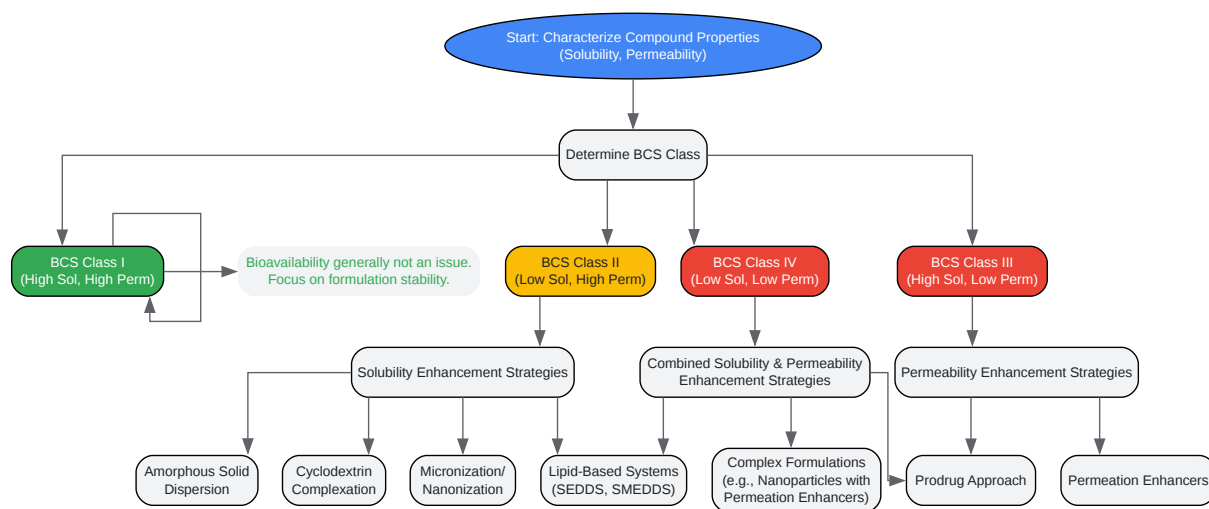 Start: Characterize Compound Properties
(Solubility, Permeability)
Determine BCS Class
BCS Class I
(High Sol, High Perm)
Bioavailability generally not an issue.
Focus on formulation stability.
BCS Class II
(Low Sol, High Perm)
BCS Class IV
(Low Sol, Low Perm)
BCS Class III
(High Sol, Low Perm)
Solubility Enhancement Strategies
Combined Solubility & Permeability
Enhancement Strategies
Permeability Enhancement Strategies
Amorphous Solid
Dispersion
Cyclodextrin
Complexation
Micronization/
Nanonization
Lipid-Based Systems
(SEDDS, SMEDDS)
Complex Formulations
(e.g., Nanoparticles with
Permeation Enhancers)
Prodrug Approach
Permeation Enhancers